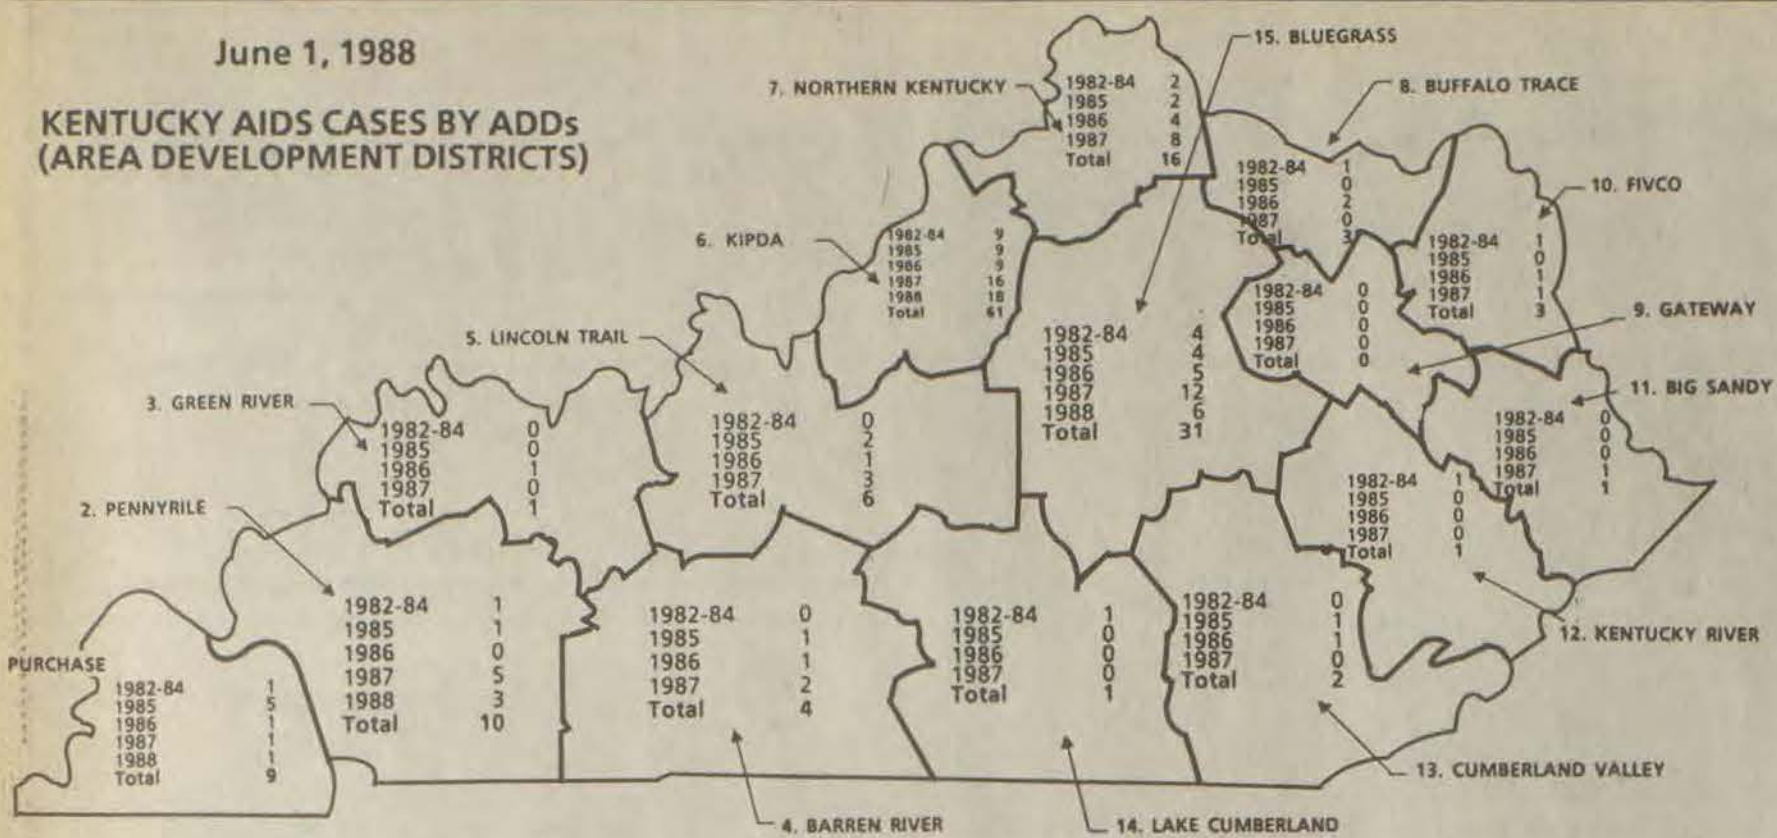 June 1, 1988
KENTUCKY AIDS CASES BY ADDs
(AREA DEVELOPMENT DISTRICTS)
PURCHASE
1982-84 1
1985 5
1986 1
1987 1
1988 1
Total 9
2. PENNYRILE
1982-84 1
1985 1
1986 0
1987 5
1988 3
Total 10
3. GREEN RIVER
1982-84 0
1985 0
1986 1
1987 0
Total 1
4. BARREN RIVER
1982-84 0
1985 1
1986 1
1987 2
Total 4
5. LINCOLN TRAIL
1982-84 0
1985 2
1986 1
1987 3
Total 6
6. KIPDA
1982-84 9
1985 9
1986 9
1987 16
1988 18
Total 61
7. NORTHERN KENTUCKY
1982-84 2
1985 2
1986 4
1987 8
Total 16
8. BUFFALO TRACE
1982-84 1
1985 0
1986 2
1987 0
Total 3
9. GATEWAY
1982-84 0
1985 0
1986 0
1987 0
Total 0
10. FIVCO
1982-84 1
1985 0
1986 1
1987 1
Total 3
11. BIG SANDY
1982-84 0
1985 0
1986 0
1987 1
Total 1
12. KENTUCKY RIVER
1982-84 1
1985 0
1986 0
1987 0
Total 1
13. CUMBERLAND VALLEY
1982-84 0
1985 1
1986 1
1987 0
Total 2
14. LAKE CUMBERLAND
1982-84 1
1985 0
1986 0
1987 0
Total 1
15. BLUEGRASS
1982-84 4
1985 4
1986 5
1987 12
1988 6
Total 31